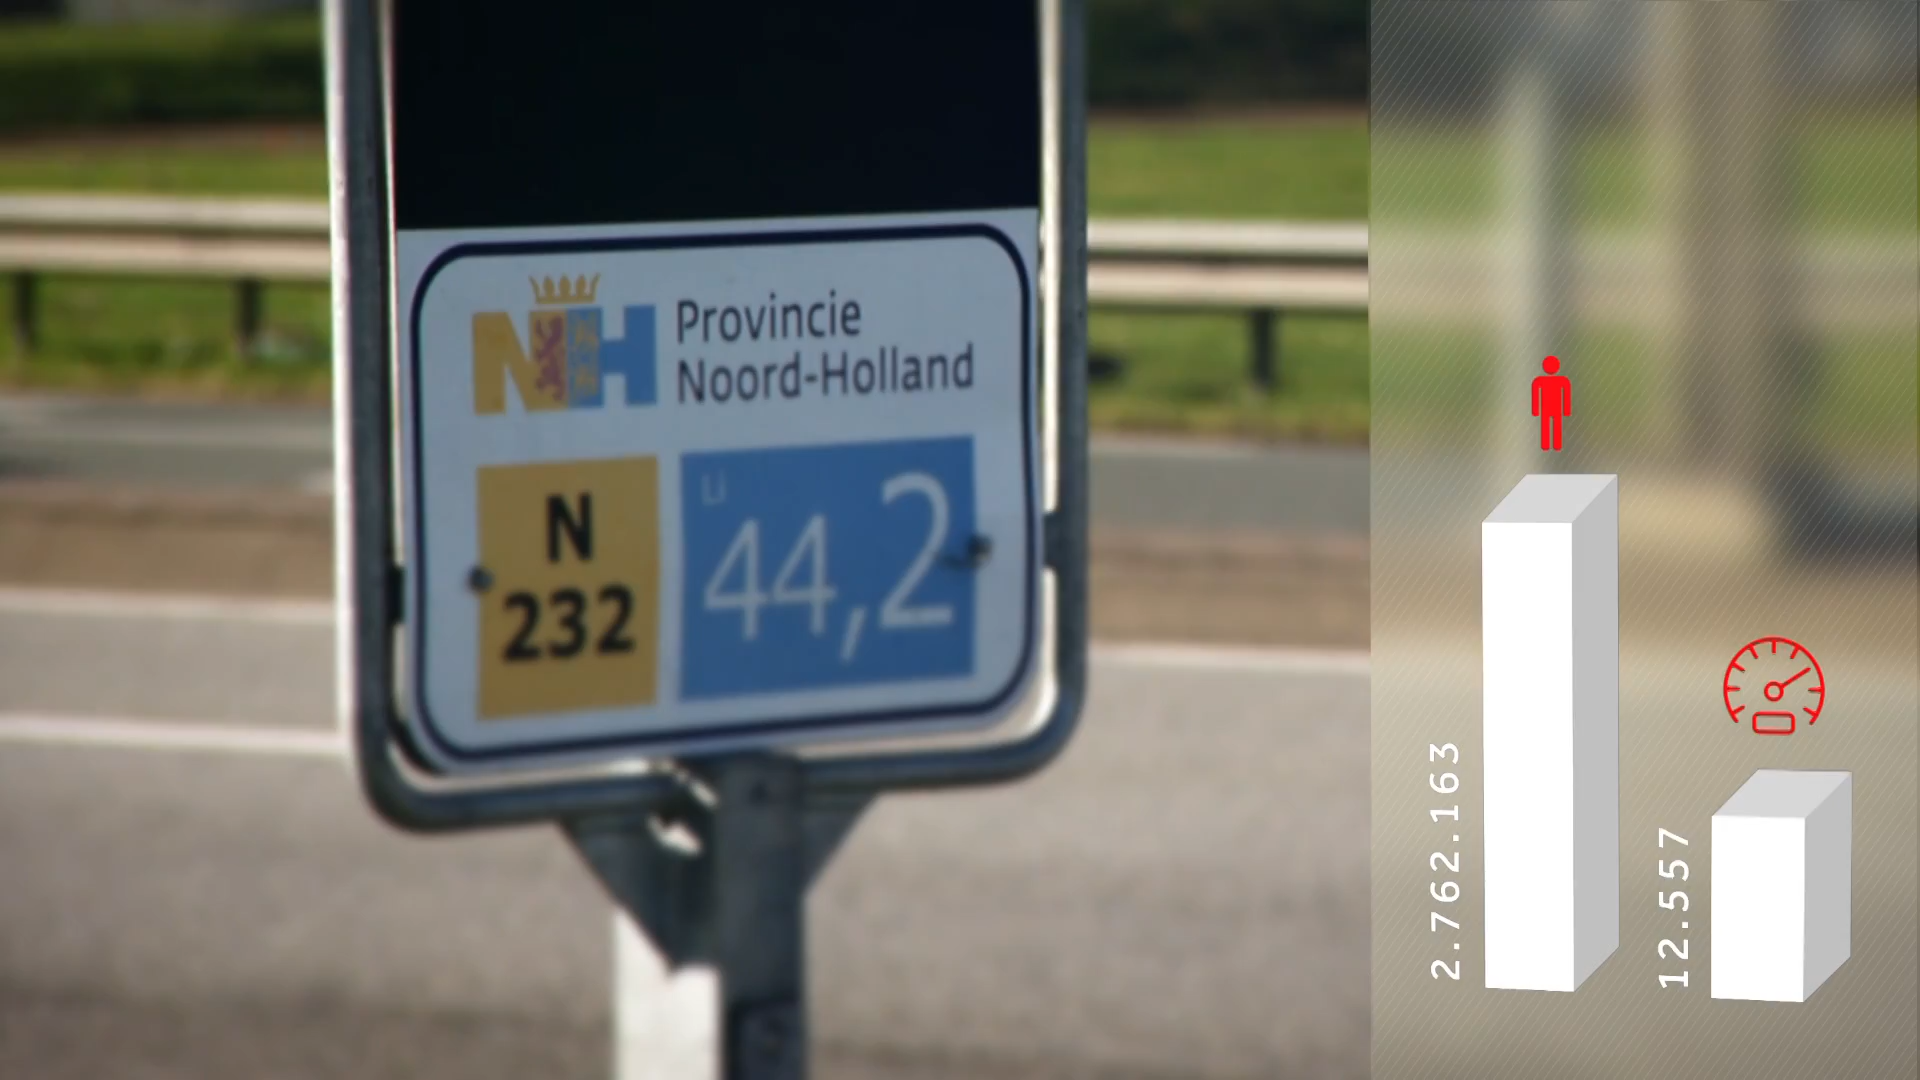 NH
Provincie
Noord-Holland
N
232
Li
44,2
2.762.163
12.557